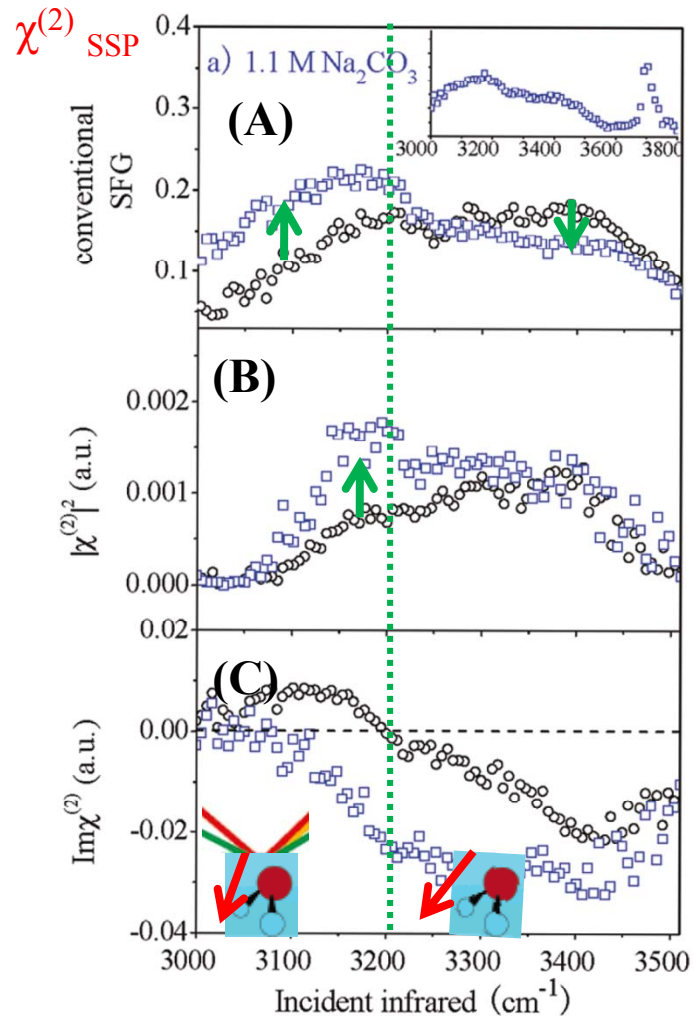 χ(2) SSP
a) 1.1 M Na2CO3
(A)
0.4
0.3
0.2
0.1
conventional
SFG
3000 3200 3400 3600 3800
(B)
0.002
0.001
0.000
|χ(2)|2 (a.u.)
(C)
0.02
0.00
-0.02
-0.04
Imχ(2) (a.u.)
3000 3100 3200 3300 3400 3500
Incident infrared (cm-1)